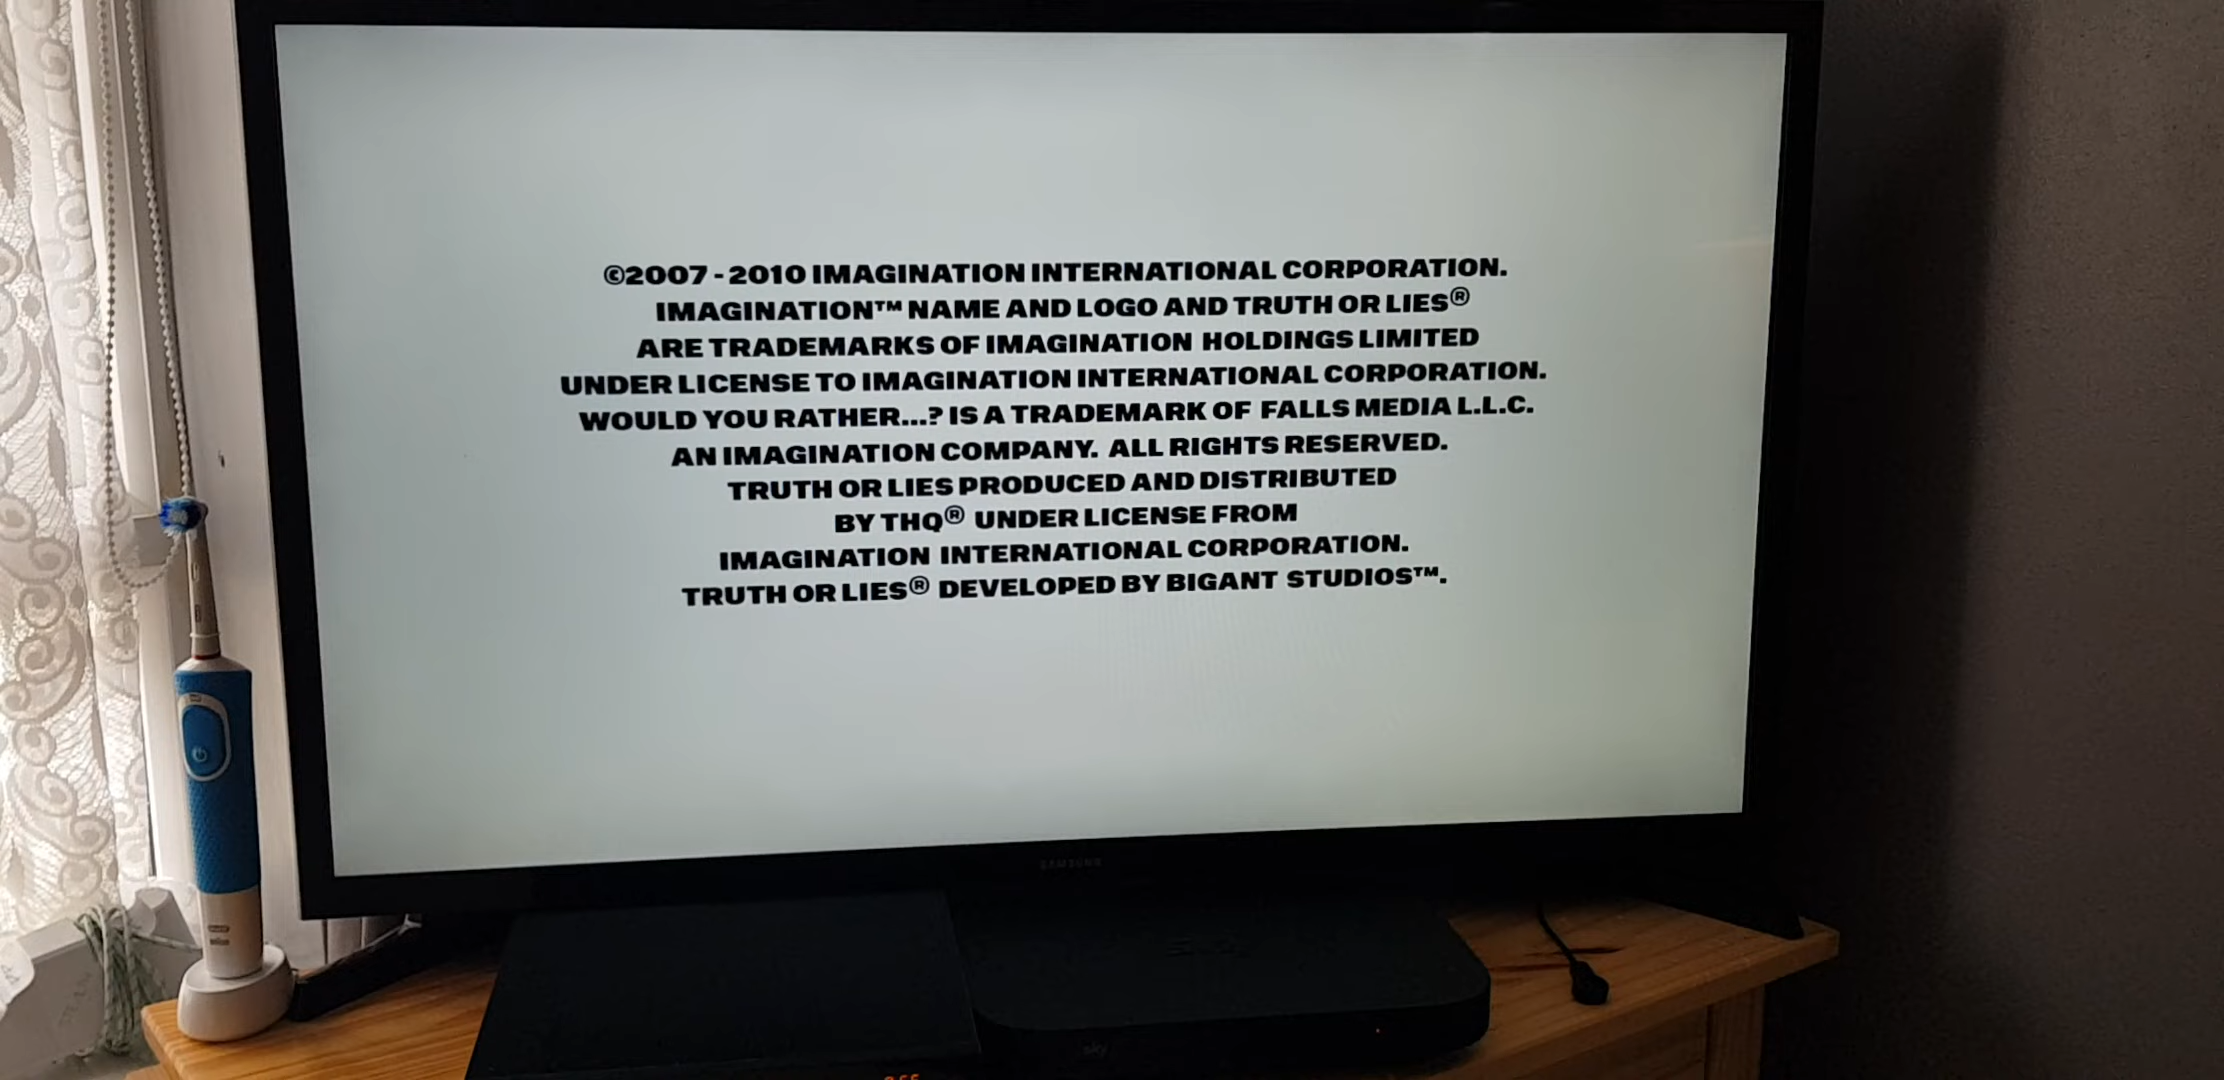 ©2007 - 2010 IMAGINATION INTERNATIONAL CORPORATION.
IMAGINATION™ NAME AND LOGO AND TRUTH OR LIES®
ARE TRADEMARKS OF IMAGINATION HOLDINGS LIMITED
UNDER LICENSE TO IMAGINATION INTERNATIONAL CORPORATION.
WOULD YOU RATHER...? IS A TRADEMARK OF FALLS MEDIA L.L.C.
AN IMAGINATION COMPANY. ALL RIGHTS RESERVED.
TRUTH OR LIES PRODUCED AND DISTRIBUTED
BY THQ® UNDER LICENSE FROM
IMAGINATION INTERNATIONAL CORPORATION.
TRUTH OR LIES® DEVELOPED BY BIGANT STUDIOS™.
SAMSUNG
sky